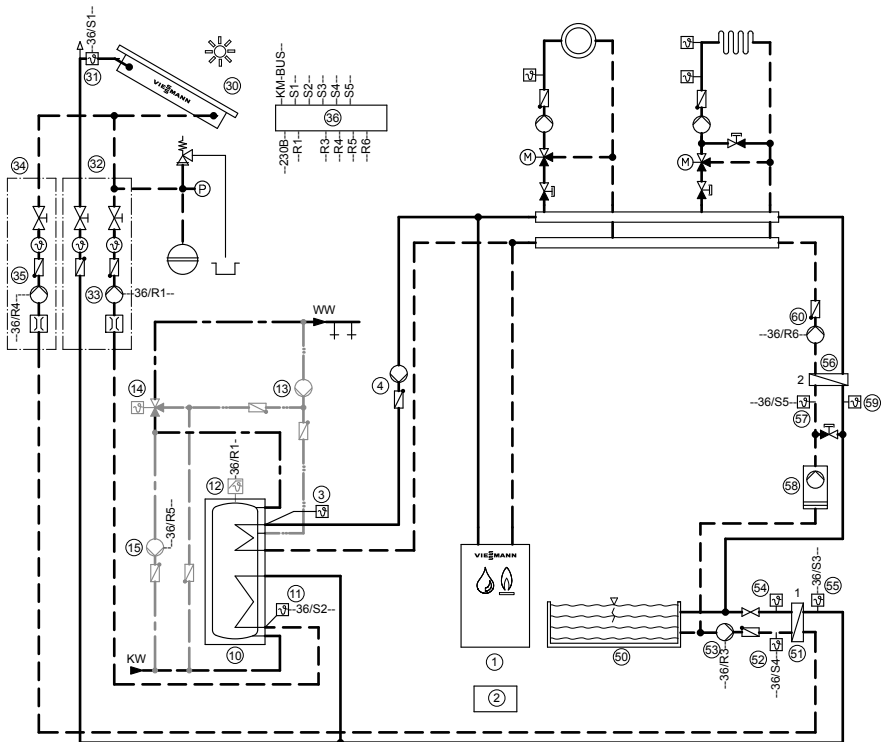 --36/S1--
31
VIESMANN
30
--KM-BUS--
S1--
S2--
S3--
S4--
S5--
36
--230B--
--R1--
--R3--
--R4--
--R5--
--R6--
M
M
34
32
P
35
--36/R4--
33
--36/R1--
WW
14
13
4
60
--36/R6--
56
2
--36/S5--
57
59
12
--36/R1-
3
58
15
--36/R5--
11
--36/S2--
KW
10
VIESMANN
1
2
50
54
1
--36/S3--
55
53
--36/R3--
52
--36/S4--
51